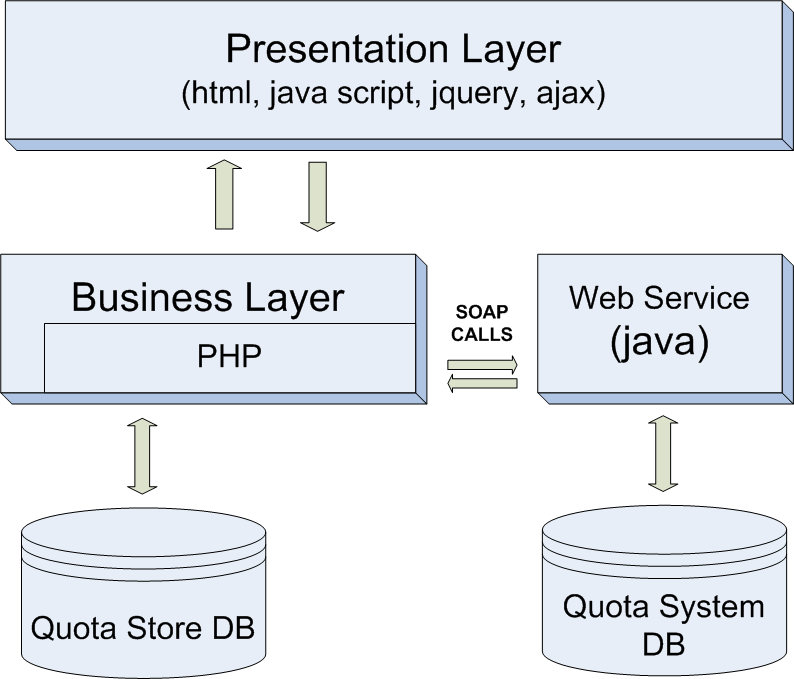 Presentation Layer
(html, java script, jquery, ajax)
Business Layer
PHP
SOAP
CALLS
Web Service
(java)
Quota Store DB
Quota System
DB